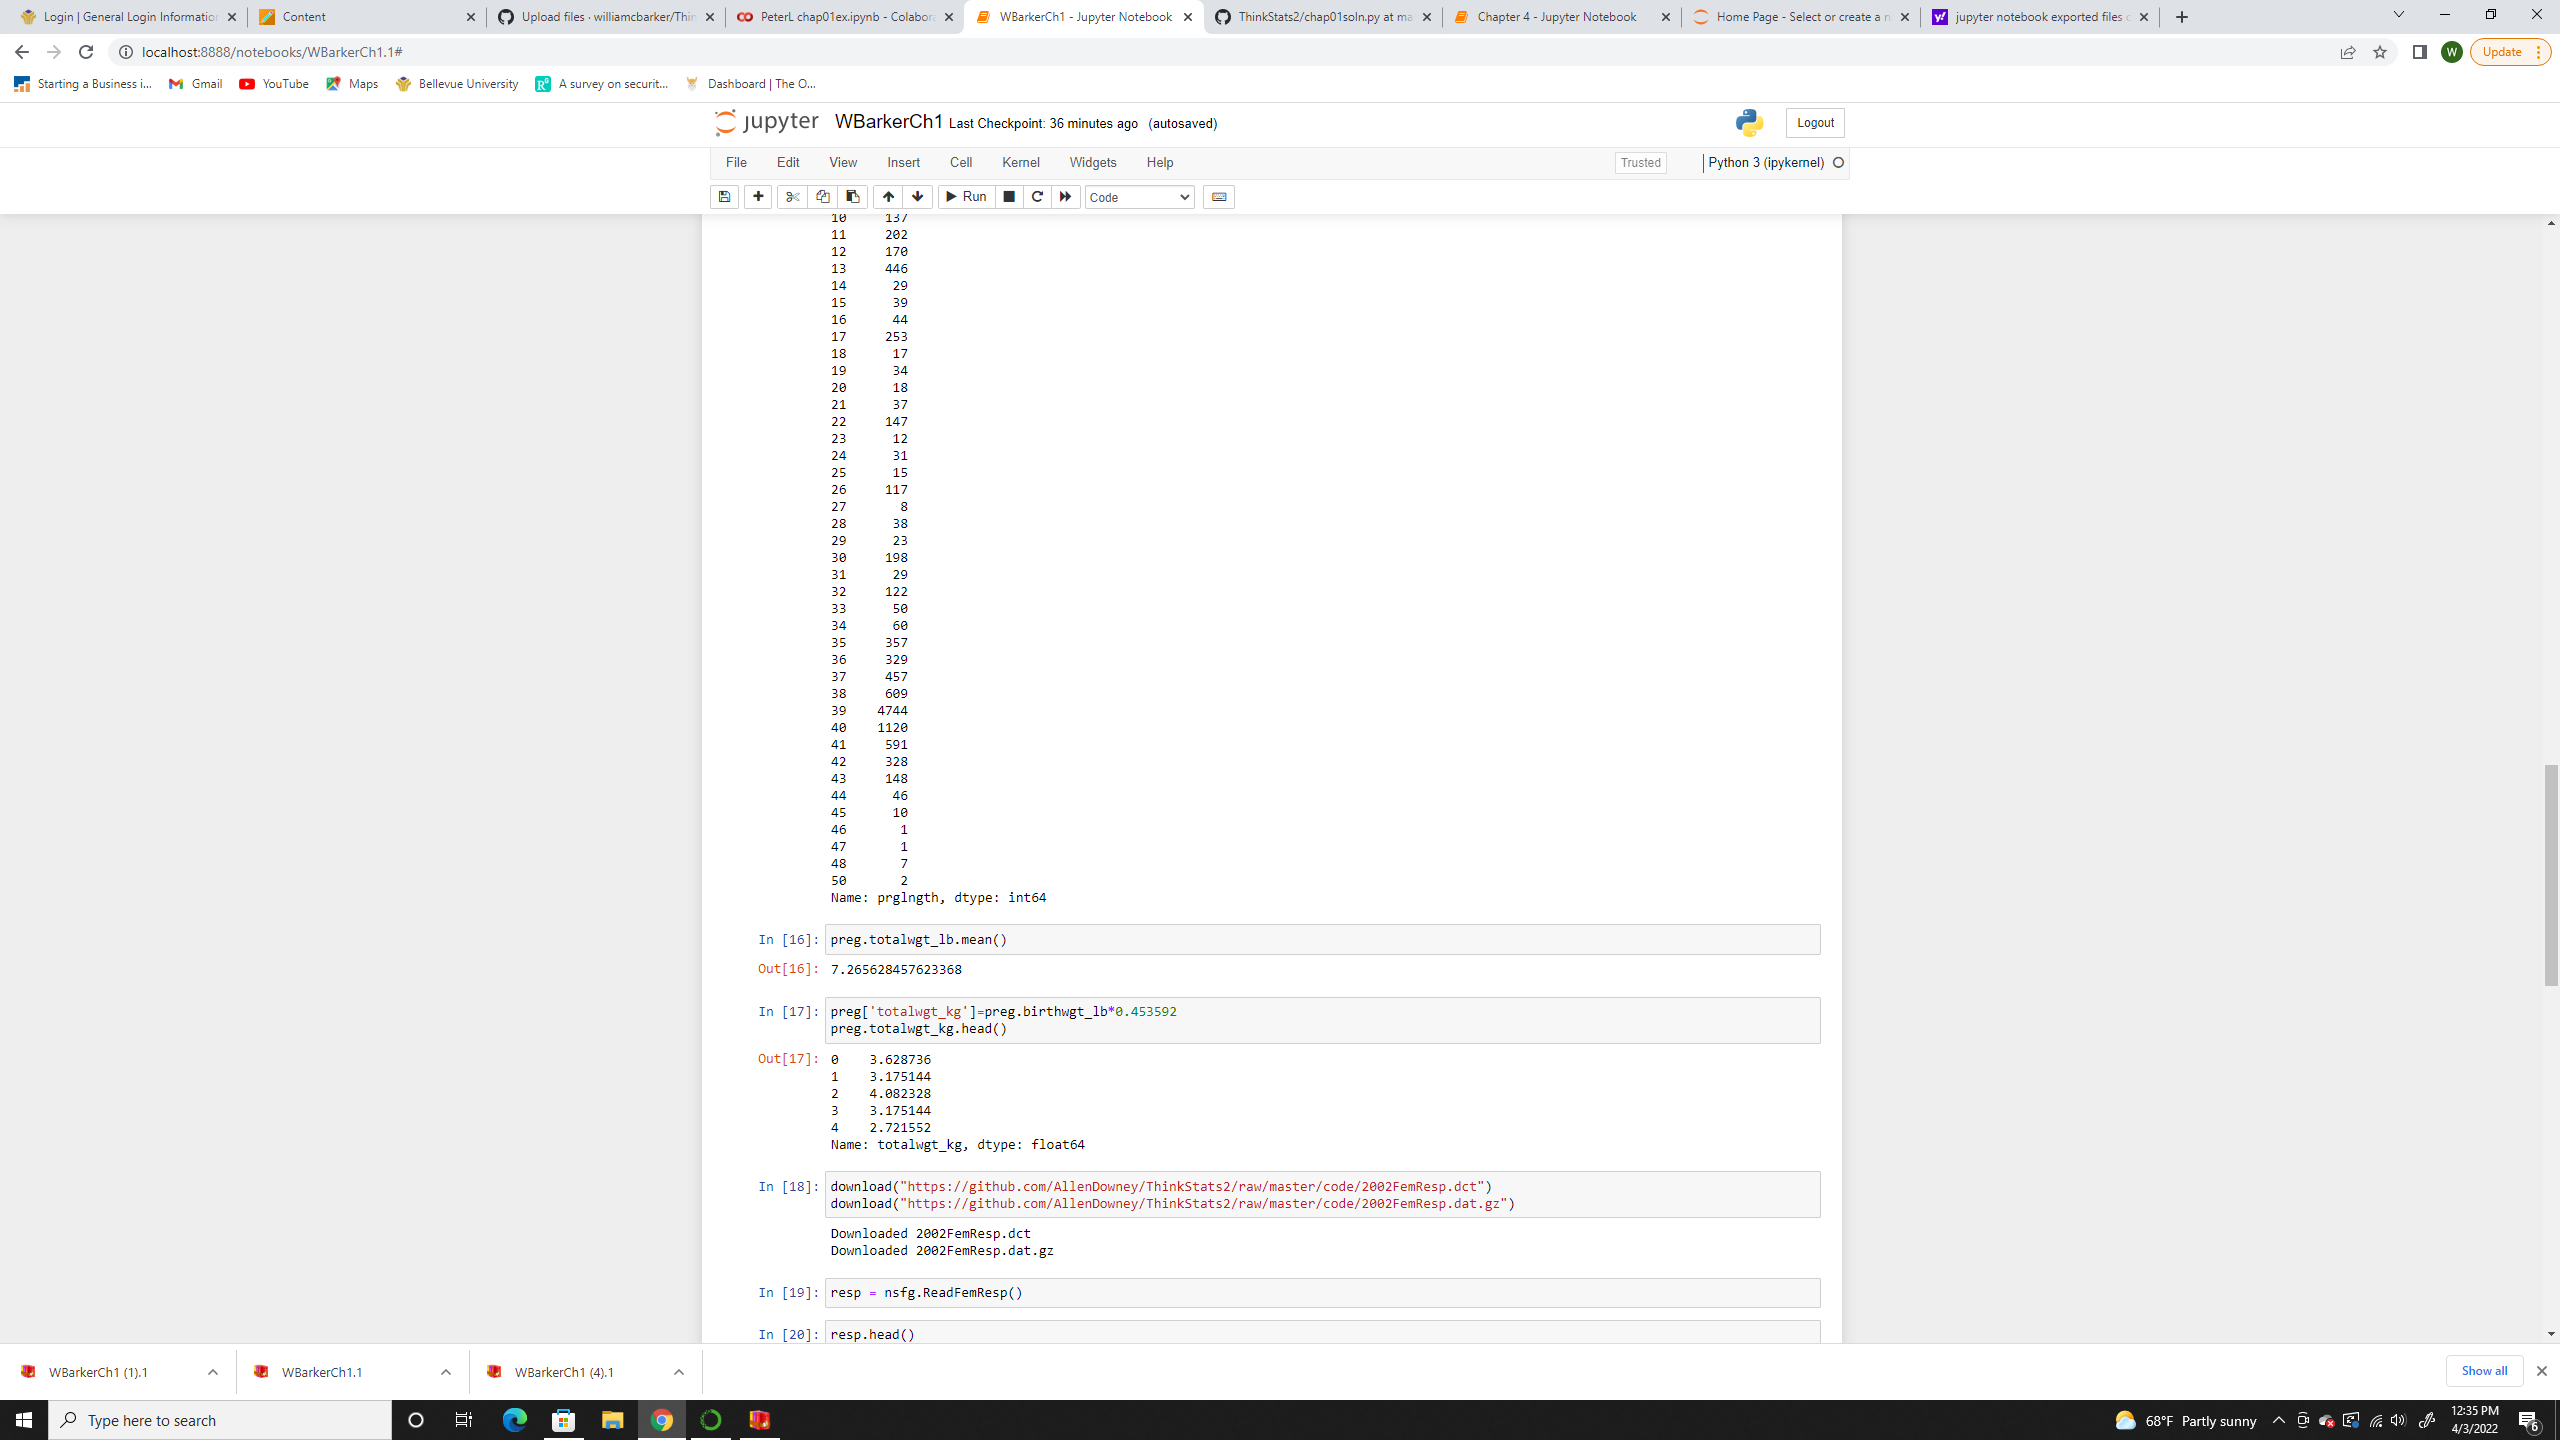 Login | General Login Information
Content
Upload files · williamcbarker/Thin
PeterL chap01ex.ipynb - Colabora
WBarkerCh1 - Jupyter Notebook
ThinkStats2/chap01soln.py at ma
Chapter 4 - Jupyter Notebook
Home Page - Select or create a n
jupyter notebook exported files c
localhost:8888/notebooks/WBarkerCh1.1#
W
Update
Starting a Business i...
Gmail
YouTube
Maps
Bellevue University
A survey on securit...
Dashboard | The O...
jupyter WBarkerCh1 Last Checkpoint: 36 minutes ago (autosaved)
Logout
File Edit View Insert Cell Kernel Widgets Help
Trusted
Python 3 (ipykernel)
Run
Code
10 137
11 202
12 170
13 446
14 29
15 39
16 44
17 253
18 17
19 34
20 18
21 37
22 147
23 12
24 31
25 15
26 117
27 8
28 38
29 23
30 198
31 29
32 122
33 50
34 60
35 357
36 329
37 457
38 609
39 4744
40 1120
41 591
42 328
43 148
44 46
45 10
46 1
47 1
48 7
50 2
Name: prglngth, dtype: int64
In [16]: preg.totalwgt_lb.mean()
Out[16]: 7.265628457623368
In [17]: preg['totalwgt_kg']=preg.birthwgt_lb*0.453592
preg.totalwgt_kg.head()
Out[17]: 0 3.628736
1 3.175144
2 4.082328
3 3.175144
4 2.721552
Name: totalwgt_kg, dtype: float64
In [18]: download("https://github.com/AllenDowney/ThinkStats2/raw/master/code/2002FemResp.dct")
download("https://github.com/AllenDowney/ThinkStats2/raw/master/code/2002FemResp.dat.gz")
Downloaded 2002FemResp.dct
Downloaded 2002FemResp.dat.gz
In [19]: resp = nsfg.ReadFemResp()
In [20]: resp.head()
WBarkerCh1 (1).1
WBarkerCh1.1
WBarkerCh1 (4).1
Show all
Type here to search
68°F Partly sunny
12:35 PM
4/3/2022
6